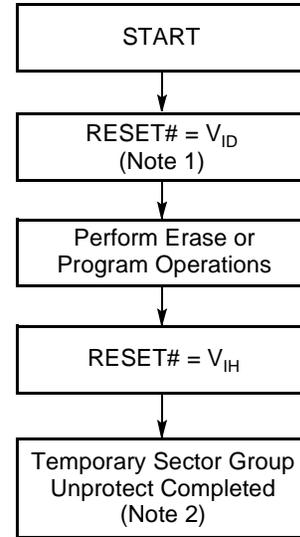 START
RESET# = VID
(Note 1)
Perform Erase or
Program Operations
RESET# = VIH
Temporary Sector Group
Unprotect Completed
(Note 2)